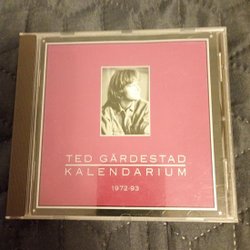 TED GÄRDESTAD
KALENDARIUM
1972-93